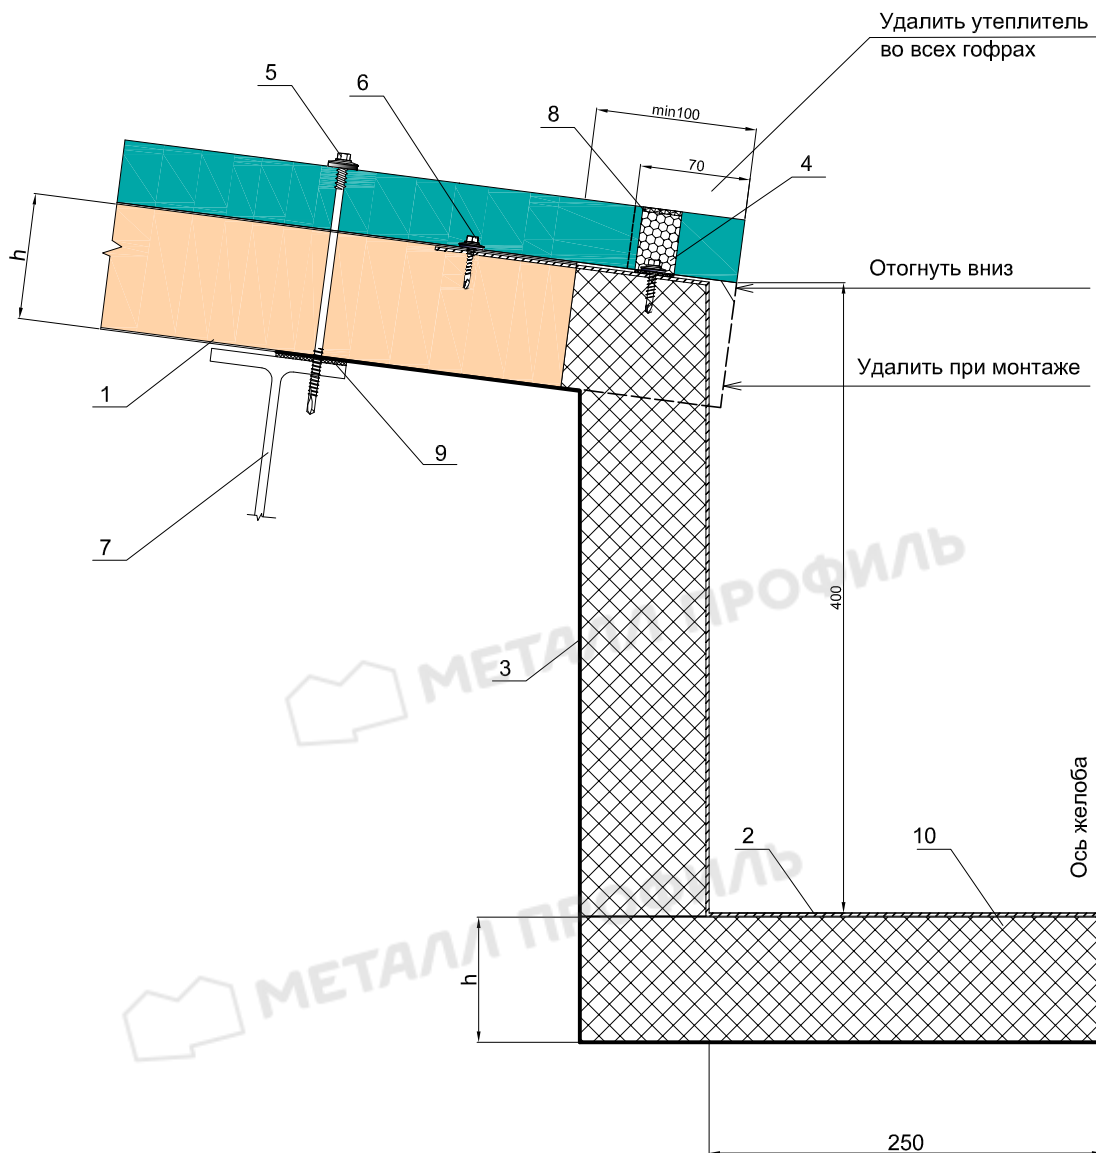 Удалить утеплитель
во всех гофрах
5
6
8
min100
70
4
h
Отогнуть вниз
Удалить при монтаже
1
9
7
400
3
МЕТАЛЛ ПРОФИЛЬ
Ось желоба
2
10
МЕТАЛЛ ПРОФИЛЬ
h
250